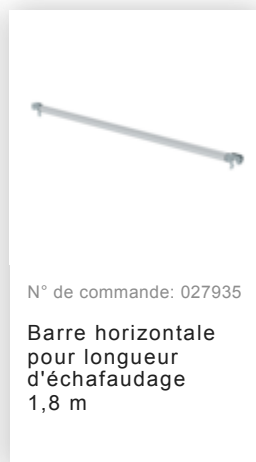 N° de commande: 027935
Barre horizontale
pour longueur
d'échafaudage
1,8 m